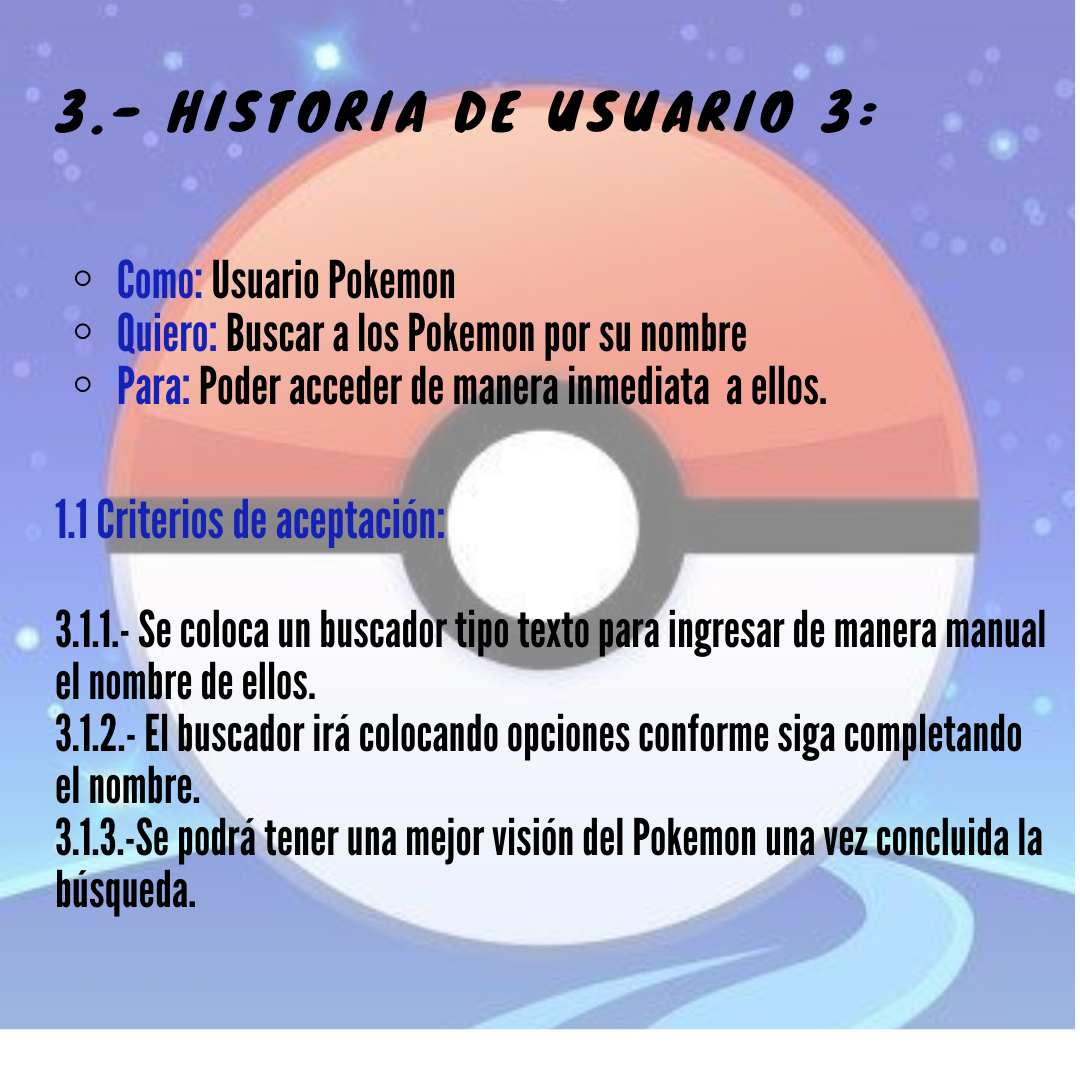 3.- HISTORIA DE USUARIO 3:
Como: Usuario Pokemon
Quiero: Buscar a los Pokemon por su nombre
Para: Poder acceder de manera inmediata  a ellos.
1.1 Criterios de aceptación:
3.1.1.- Se coloca un buscador tipo texto para ingresar de manera manual
el nombre de ellos.
3.1.2.- El buscador irá colocando opciones conforme siga completando
el nombre.
3.1.3.-Se podrá tener una mejor visión del Pokemon una vez concluida la
búsqueda.